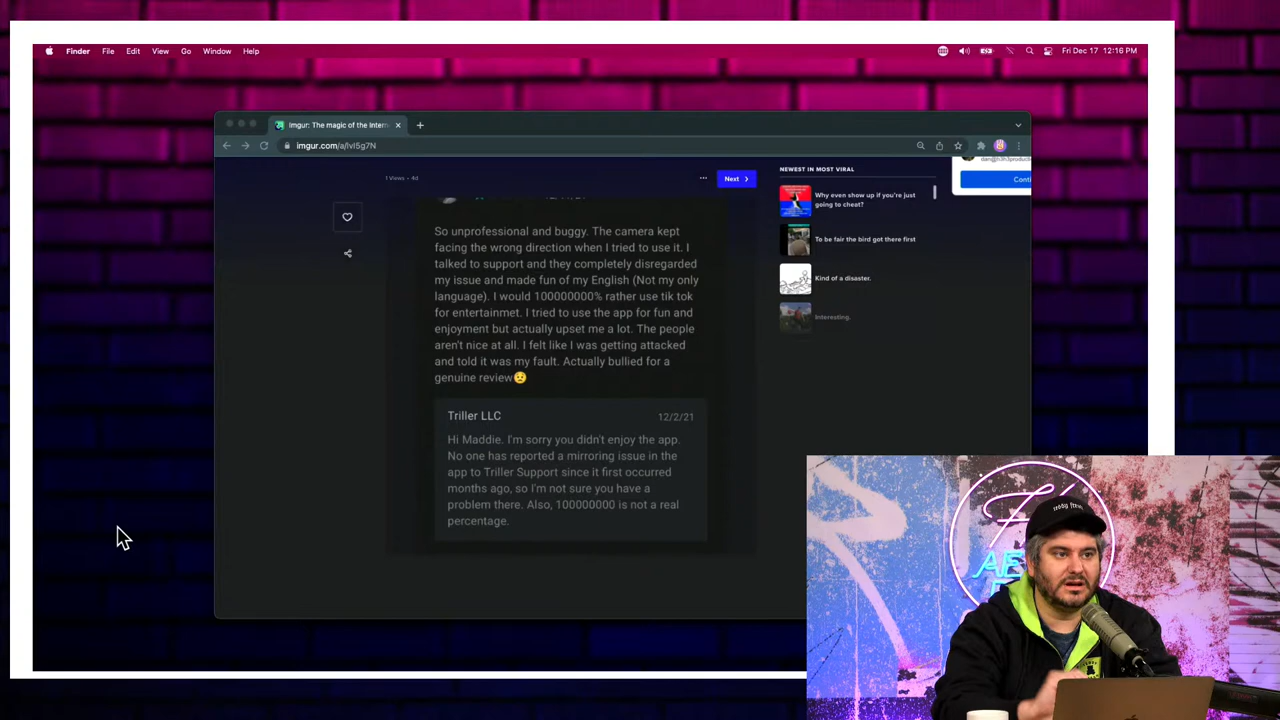 Finder File Edit View Go Window Help
Fri Dec 17 12:16 PM
Imgur: The magic of the Intern
imgur.com/a/lvI5g7N
1 Views • 4d
Next
So unprofessional and buggy. The camera kept
facing the wrong direction when I tried to use it. I
talked to support and they completely disregarded
my issue and made fun of my English (Not my only
language). I would 100000000% rather use tik tok
for entertainmet. I tried to use the app for fun and
enjoyment but actually upset me a lot. The people
aren't nice at all. I felt like I was getting attacked
and told it was my fault. Actually bullied for a
genuine review😟
Triller LLC 12/2/21
Hi Maddie. I'm sorry you didn't enjoy the app.
No one has reported a mirroring issue in the
app to Triller Support since it first occurred
months ago, so I'm not sure you have a
problem there. Also, 100000000 is not a real
percentage.
NEWEST IN MOST VIRAL
Why even show up if you're just
going to cheat?
To be fair the bird got there first
Kind of a disaster.
Interesting.
Conti